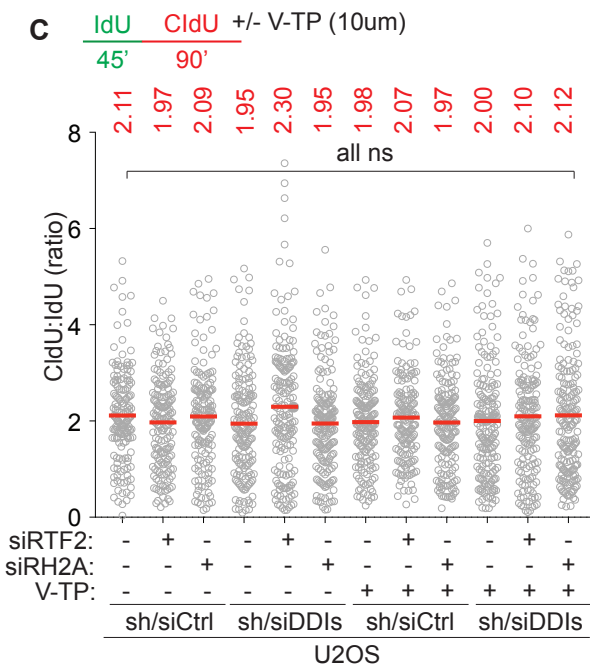 C IdU CldU +/- V-TP (10um)
45' 90'
2.11 1.97 2.09 1.95 2.30 1.95 1.98 2.07 1.97 2.00 2.10 2.12
all ns
CldU:IdU (ratio)
8
6
4
2
0
siRTF2: - + - - + - - + - - + -
siRH2A: - - + - - + - - + - - +
V-TP: - - - - - - + + + + + +
sh/siCtrl sh/siDDIs sh/siCtrl sh/siDDIs
U2OS